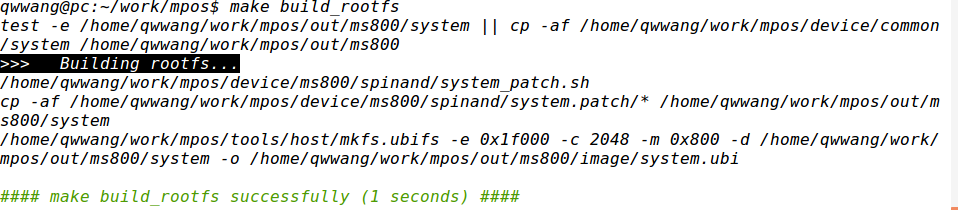 qwwang@pc:~/work/mpos$ make build_rootfs
test -e /home/qwwang/work/mpos/out/ms800/system || cp -af /home/qwwang/work/mpos/device/common
/system /home/qwwang/work/mpos/out/ms800
>>>   Building rootfs...
/home/qwwang/work/mpos/device/ms800/spinand/system_patch.sh
cp -af /home/qwwang/work/mpos/device/ms800/spinand/system.patch/* /home/qwwang/work/mpos/out/m
s800/system
/home/qwwang/work/mpos/tools/host/mkfs.ubifs -e 0x1f000 -c 2048 -m 0x800 -d /home/qwwang/work/
mpos/out/ms800/system -o /home/qwwang/work/mpos/out/ms800/image/system.ubi
#### make build_rootfs successfully (1 seconds) ####